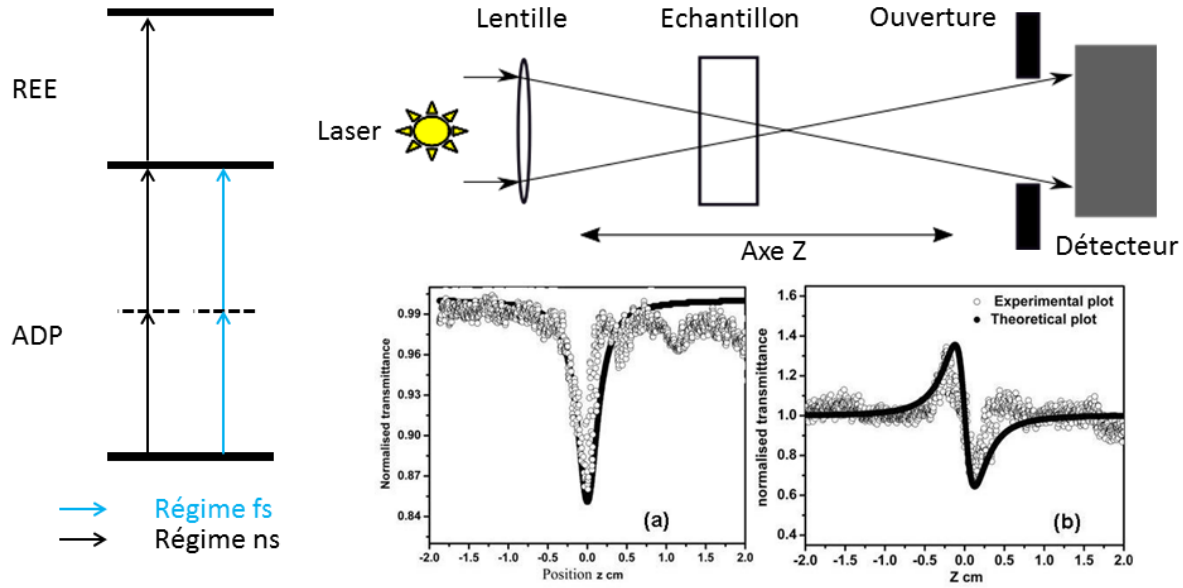 REE
ADP
Régime fs
Régime ns
Lentille
Echantillon
Ouverture
Laser
Axe Z
Détecteur
Normalised transmittance
0.99
0.96
0.93
0.90
0.87
0.84
(a)
-2.0 -1.5 -1.0 -0.5 0.0 0.5 1.0 1.5 2.0
Position z cm
normalised transmittance
1.6
1.4
1.2
1.0
0.8
0.6
0.4
Experimental plot
Theoretical plot
(b)
-2.0 -1.5 -1.0 -0.5 0.0 0.5 1.0 1.5 2.0
Z cm